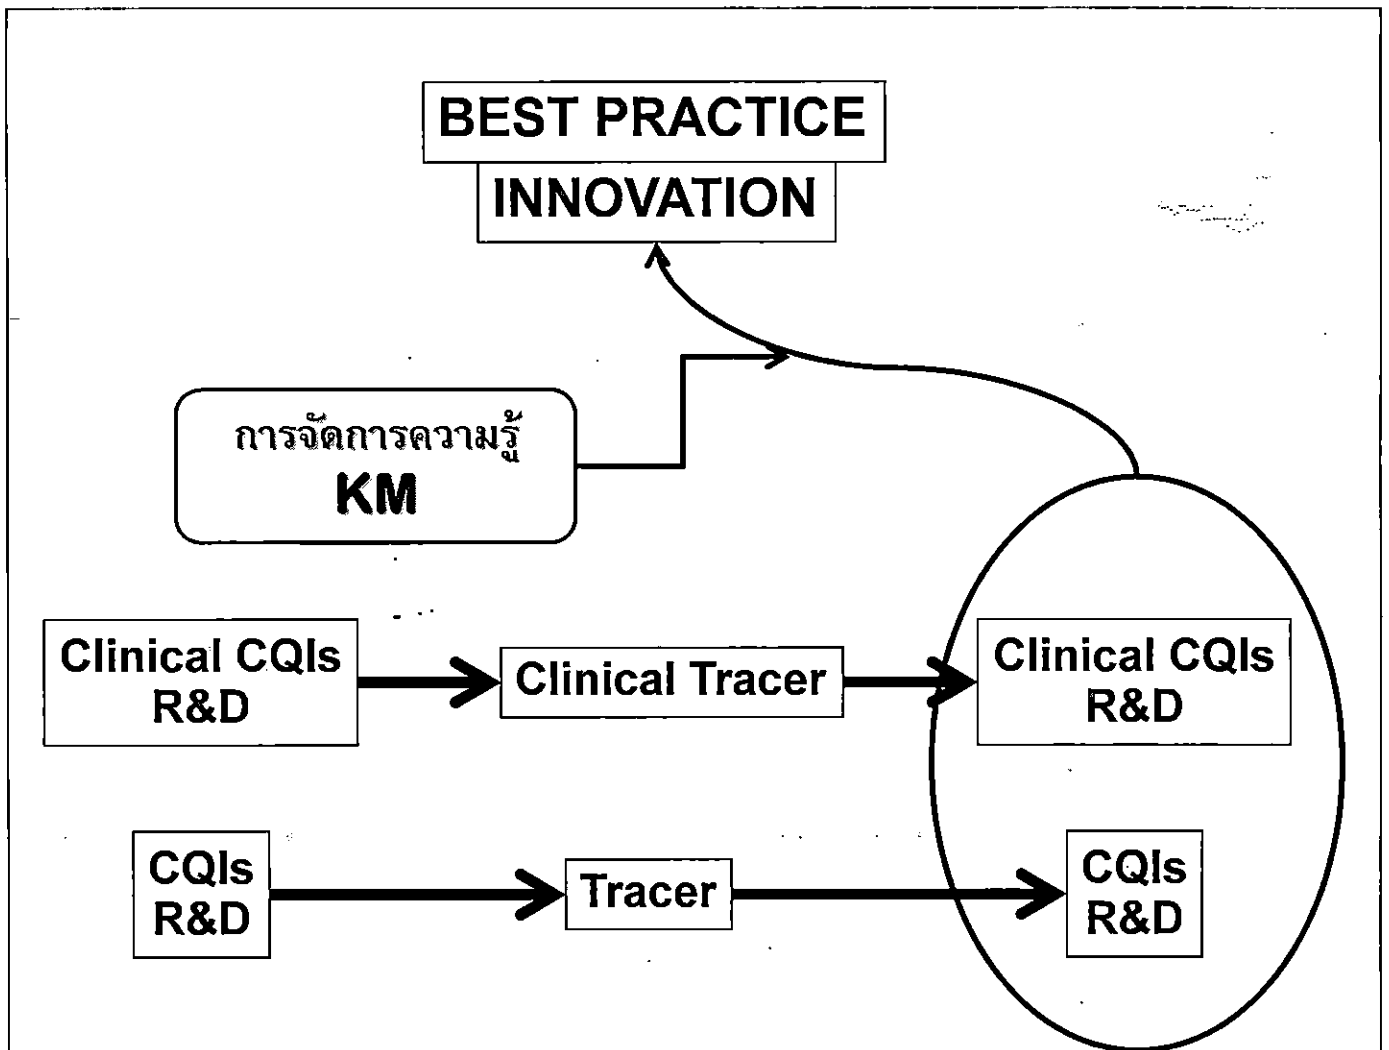 BEST PRACTICE
INNOVATION
การจัดการความรู้
KM
Clinical CQIs
R&D
Clinical Tracer
Clinical CQIs
R&D
CQIs
R&D
Tracer
CQIs
R&D